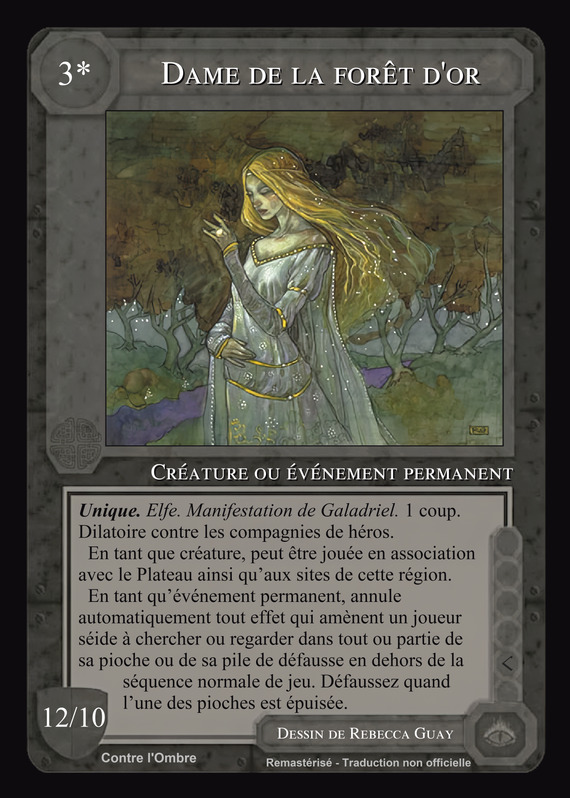 3*
Dame de la forêt d'or
Créature ou événement permanent
Unique. Elfe. Manifestation de Galadriel. 1 coup.
Dilatoire contre les compagnies de héros.
En tant que créature, peut être jouée en association
avec le Plateau ainsi qu’aux sites de cette région.
En tant qu’événement permanent, annule
automatiquement tout effet qui amènent un joueur
séide à chercher ou regarder dans tout ou partie de
sa pioche ou de sa pile de défausse en dehors de la
séquence normale de jeu. Défaussez quand
l’une des pioches est épuisée.
12/10
Dessin de Rebecca Guay
Contre l'Ombre
Remastérisé - Traduction non officielle